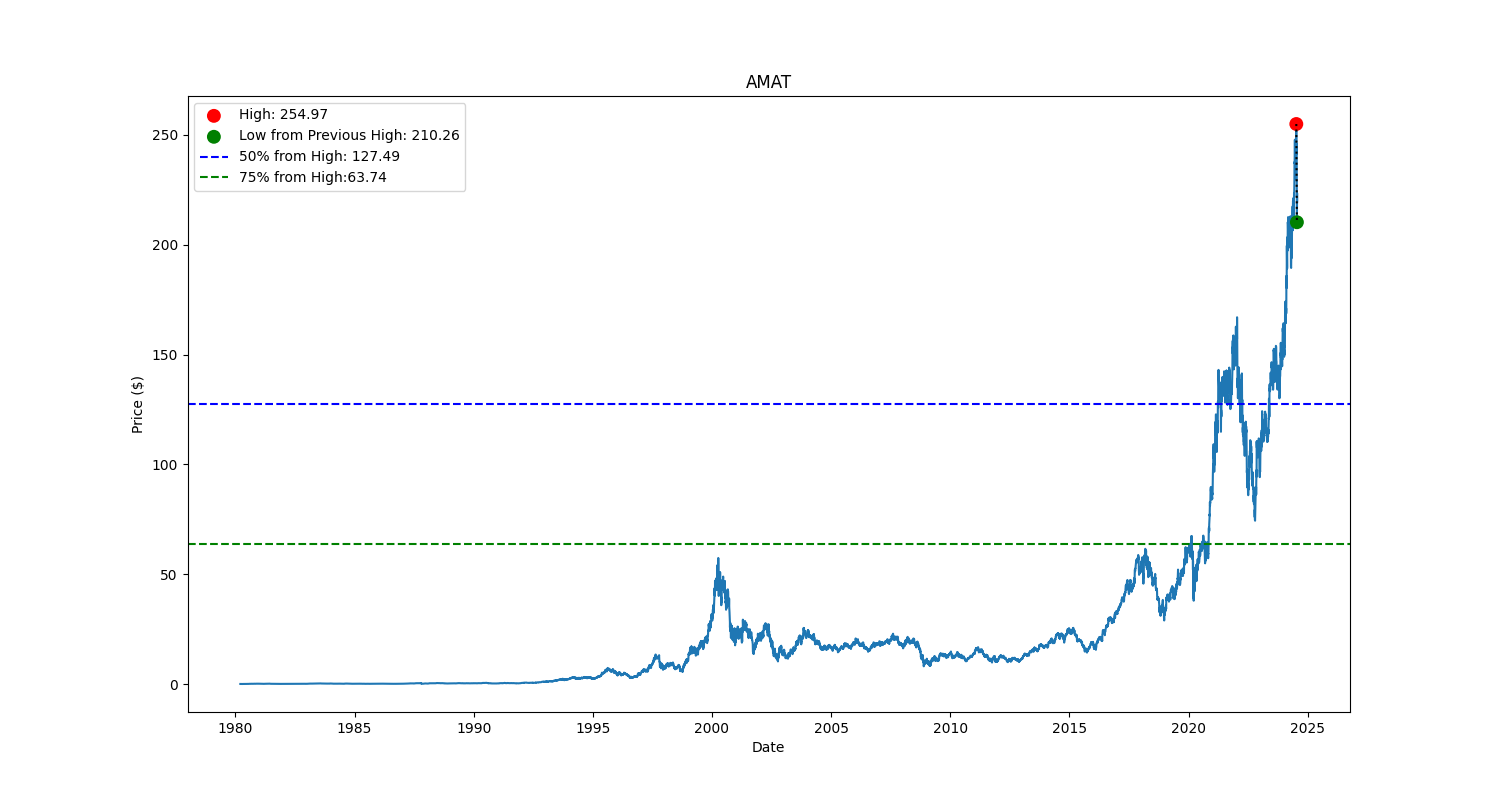 AMAT
High: 254.97
Low from Previous High: 210.26
50% from High: 127.49
75% from High:63.74
Price ($)
250
200
150
100
50
0
1980 1985 1990 1995 2000 2005 2010 2015 2020 2025
Date